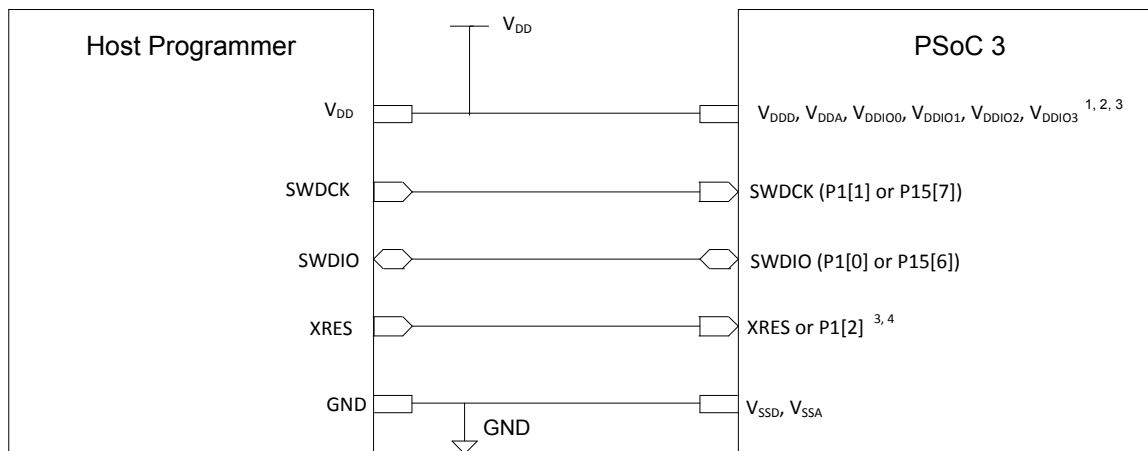 Host Programmer
V_DD
PSoC 3
V_DD
V_DDD, V_DDA, V_DDIO0, V_DDIO1, V_DDIO2, V_DDIO3 1, 2, 3
SWDCK
SWDCK (P1[1] or P15[7])
SWDIO
SWDIO (P1[0] or P15[6])
XRES
XRES or P1[2] 3, 4
GND
V_SSD, V_SSA
GND